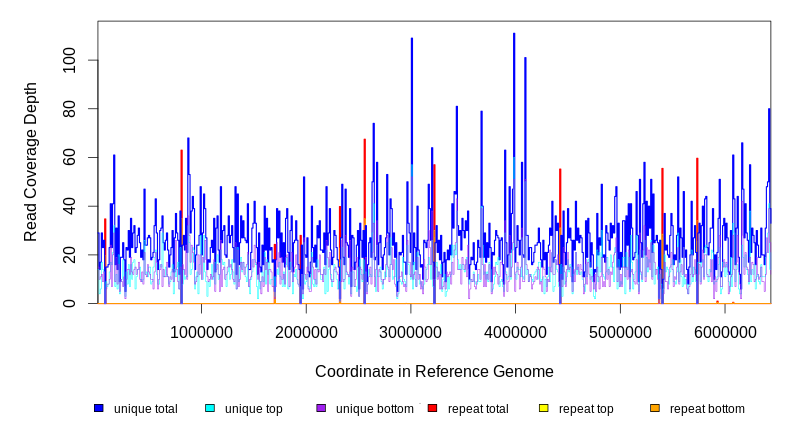 Read Coverage Depth
100
80
60
40
20
0
1000000 2000000 3000000 4000000 5000000 6000000
Coordinate in Reference Genome
unique total unique top unique bottom repeat total repeat top repeat bottom